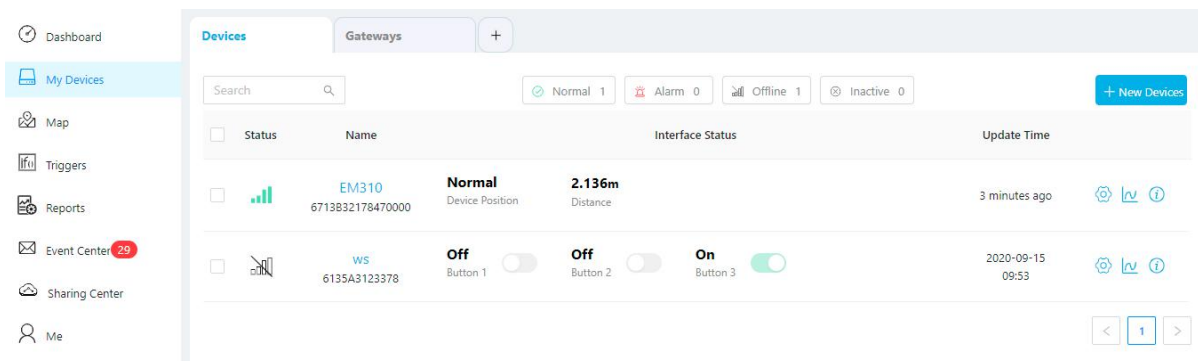 Dashboard
My Devices
Map
Triggers
Reports
Event Center 29
Sharing Center
Me
Devices Gateways +
Search Normal 1 Alarm 0 Offline 1 Inactive 0 + New Devices
Status Name Interface Status Update Time
EM310 Normal 2.136m
6713B32178470000 Device Position Distance 3 minutes ago
ws Off Off On 2020-09-15
6135A3123378 Button 1 Button 2 Button 3 09:53
< 1 >